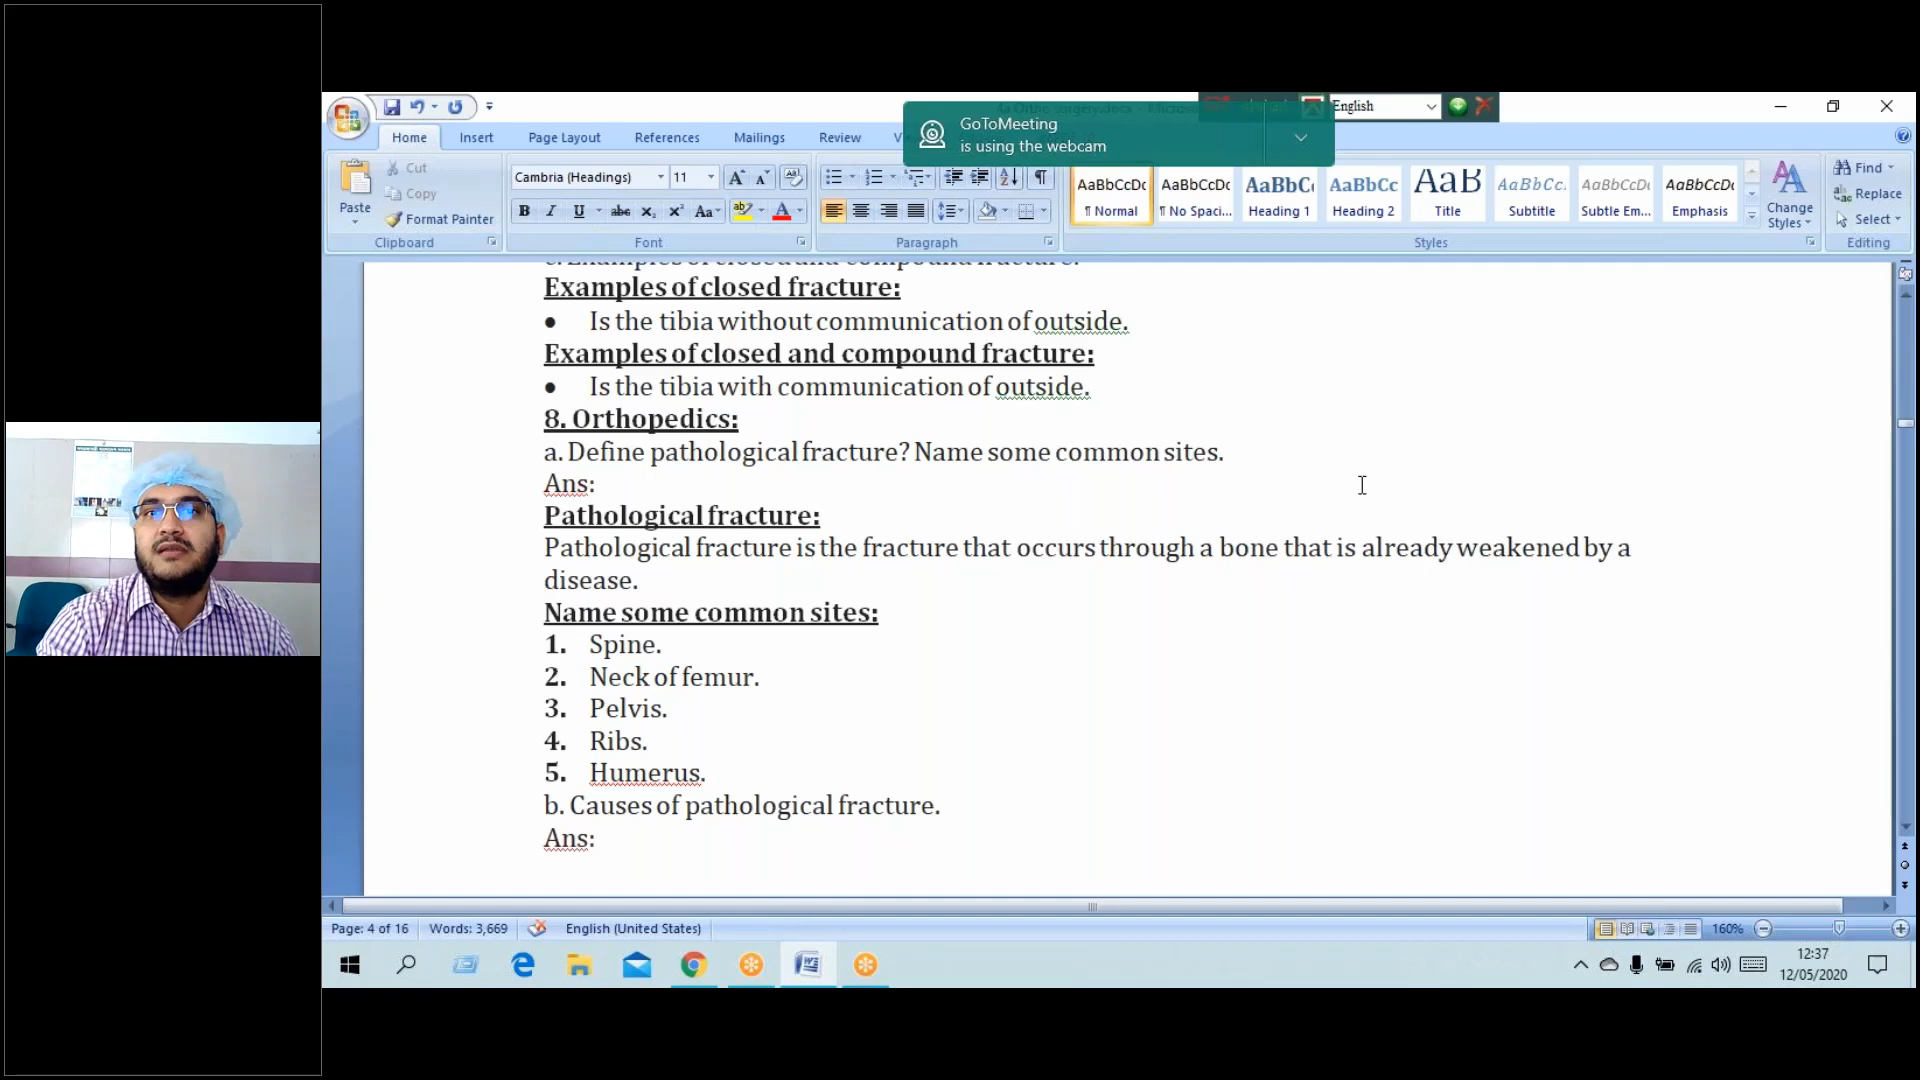 GoToMeeting
is using the webcam
English
Home
Insert
Page Layout
References
Mailings
Review
Paste
Cut
Copy
Format Painter
Clipboard
Cambria (Headings)
11
Font
Paragraph
AaBbCcDc
¶ Normal
AaBbCcDc
¶ No Spaci...
AaBbC
Heading 1
AaBbCc
Heading 2
AaB
Title
AaBbCc.
Subtitle
AaBbCcDc
Subtle Em...
AaBbCcDc
Emphasis
Change
Styles
Styles
Find
Replace
Select
Editing
c. Examples of closed and compound fracture.
Examples of closed fracture:
• Is the tibia without communication of outside.
Examples of closed and compound fracture:
• Is the tibia with communication of outside.
8. Orthopedics:
a. Define pathological fracture? Name some common sites.
Ans:
Pathological fracture:
Pathological fracture is the fracture that occurs through a bone that is already weakened by a
disease.
Name some common sites:
1. Spine.
2. Neck of femur.
3. Pelvis.
4. Ribs.
5. Humerus.
b. Causes of pathological fracture.
Ans:
Page: 4 of 16
Words: 3,669
English (United States)
160%
12:37
12/05/2020